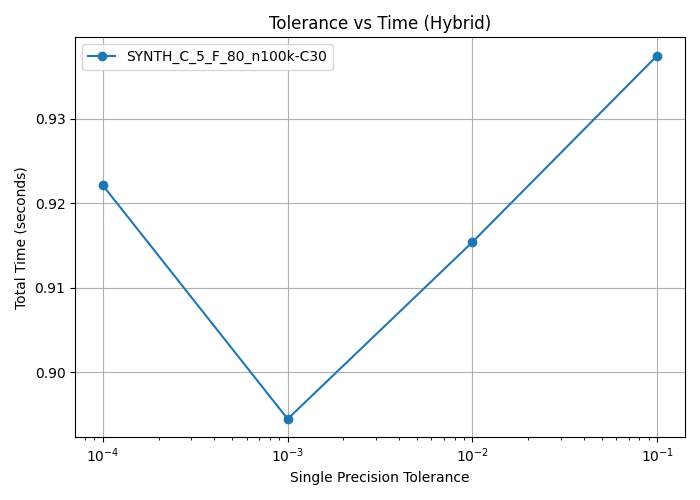 Tolerance vs Time (Hybrid)
SYNTH_C_5_F_80_n100k-C30
Total Time (seconds)
0.93
0.92
0.91
0.90
10⁻⁴
10⁻³
10⁻²
10⁻¹
Single Precision Tolerance